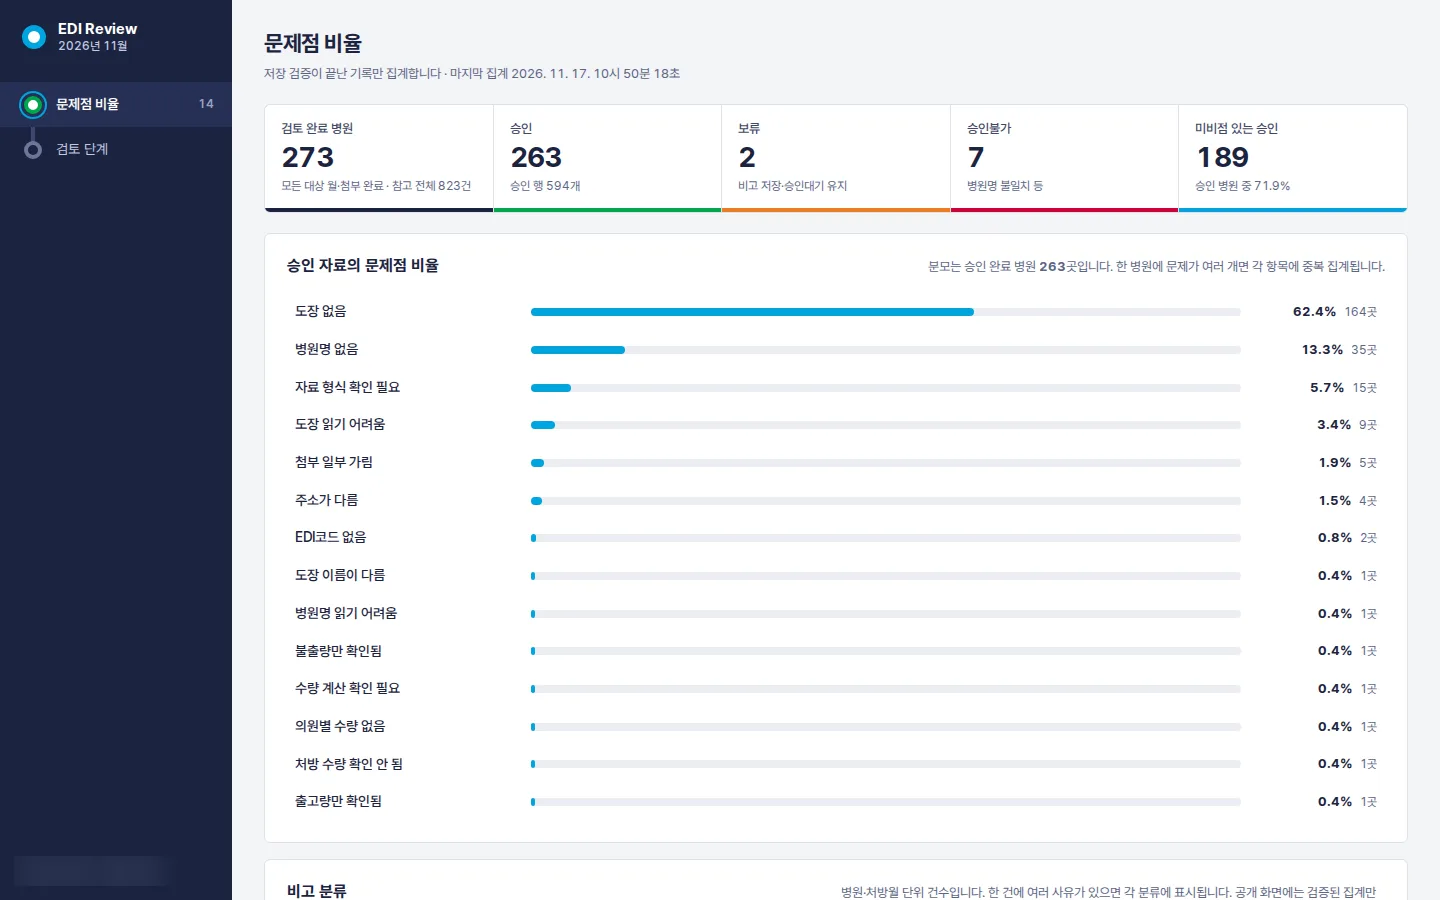 EDI Review
2026년 11월
문제점 비율 14
검토 단계
문제점 비율
저장 검증이 끝난 기록만 집계합니다 · 마지막 집계 2026. 11. 17. 10시 50분 18초
검토 완료 병원
273
모든 대상 월·첨부 완료 · 참고 전체 823건
승인
263
승인 행 594개
보류
2
비고 저장·승인대기 유지
승인불가
7
병원명 불일치 등
미비점 있는 승인
189
승인 병원 중 71.9%
승인 자료의 문제점 비율
분모는 승인 완료 병원 263곳입니다. 한 병원에 문제가 여러 개면 각 항목에 중복 집계됩니다.
도장 없음 62.4% 164곳
병원명 없음 13.3% 35곳
자료 형식 확인 필요 5.7% 15곳
도장 읽기 어려움 3.4% 9곳
첨부 일부 가림 1.9% 5곳
주소가 다름 1.5% 4곳
EDI코드 없음 0.8% 2곳
도장 이름이 다름 0.4% 1곳
병원명 읽기 어려움 0.4% 1곳
불출량만 확인됨 0.4% 1곳
수량 계산 확인 필요 0.4% 1곳
의원별 수량 없음 0.4% 1곳
처방 수량 확인 안 됨 0.4% 1곳
출고량만 확인됨 0.4% 1곳
비고 분류
병원·처방월 단위 건수입니다. 한 건에 여러 사유가 있으면 각 분류에 표시됩니다. 공개 화면에는 검증된 집계만